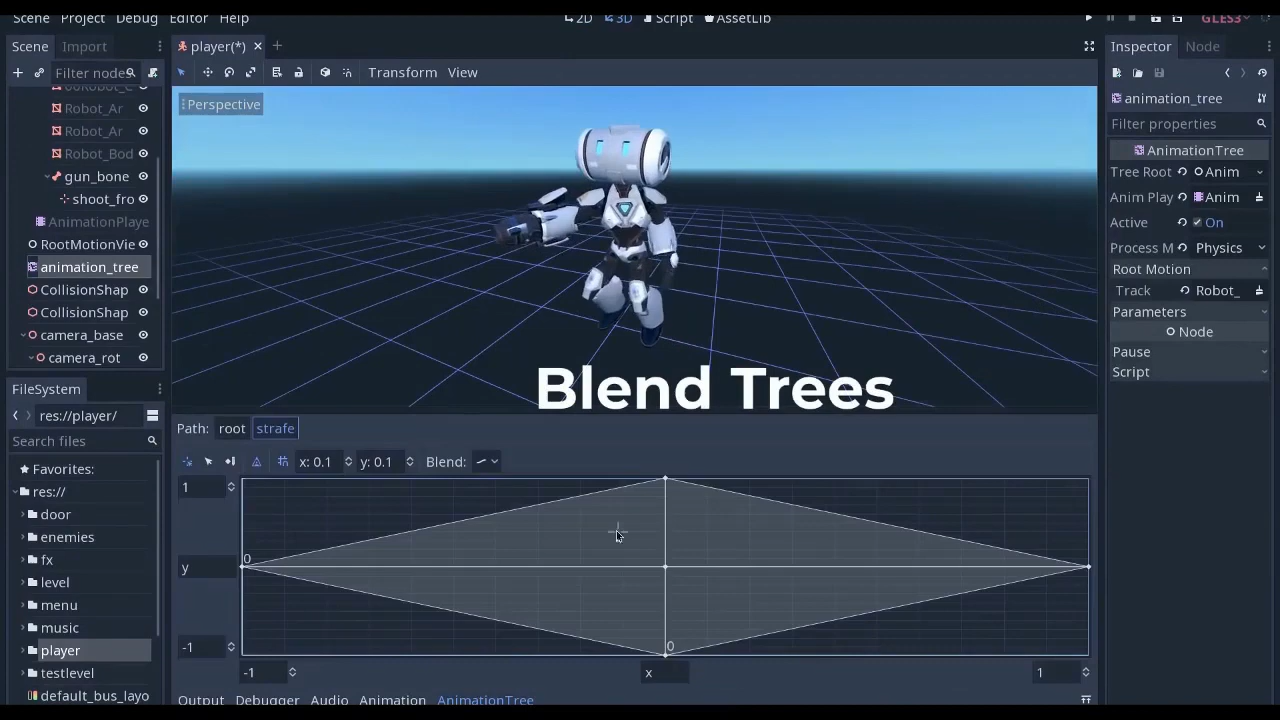 Scene Project Debug Editor Help
2D 3D Script AssetLib
GLES3
Scene Import
player(*)
Inspector Node
Filter nodes
Transform View
Perspective
animation_tree
Filter properties
Robot_Ar
Robot_Ar
Robot_Bod
gun_bone
shoot_fro
AnimationPlaye
RootMotionVie
animation_tree
CollisionShap
CollisionShap
camera_base
camera_rot
AnimationTree
Tree Root Anim
Anim Play Anim
Active On
Process M Physics
Root Motion
Track Robot_
Parameters
Node
Pause
Script
Blend Trees
FileSystem
res://player/
Search files
Favorites:
res://
door
enemies
fx
level
menu
music
player
testlevel
default_bus_layo
Path: root strafe
x: 0.1 y: 0.1 Blend:
1
0
y
-1
0
-1 x 1
Output Debugger Audio Animation AnimationTree